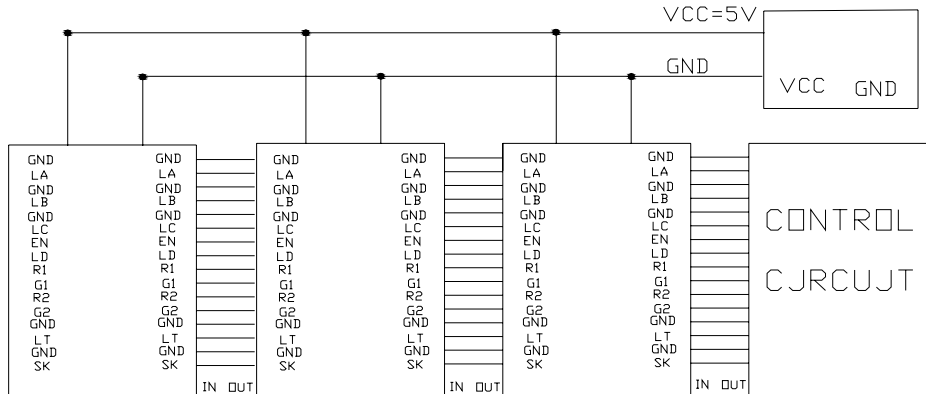 VCC=5V
GND
VCC GND
GND GND GND GND GND GND
LA LA LA LA LA LA
GND GND GND GND GND GND
LB LB LB LB LB LB
GND GND GND GND GND GND
LC LC LC LC LC LC
EN EN EN EN EN EN
LD LD LD LD LD LD
R1 R1 R1 R1 R1 R1
G1 G1 G1 G1 G1 G1
R2 R2 R2 R2 R2 R2
G2 G2 G2 G2 G2 G2
GND GND GND GND GND GND
LT LT LT LT LT LT
GND GND GND GND GND GND
SK SK SK SK SK SK
IN OUT IN OUT IN OUT
CONTROL
CJRCUJT